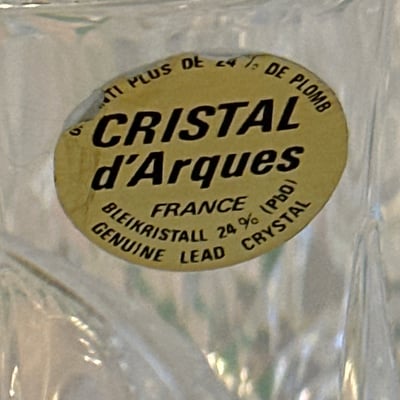 PLUS DE 24 % DE PLOMB
CRISTAL
d'Arques
FRANCE
BLEIKRISTALL 24% (PbO)
GENUINE LEAD CRYSTAL